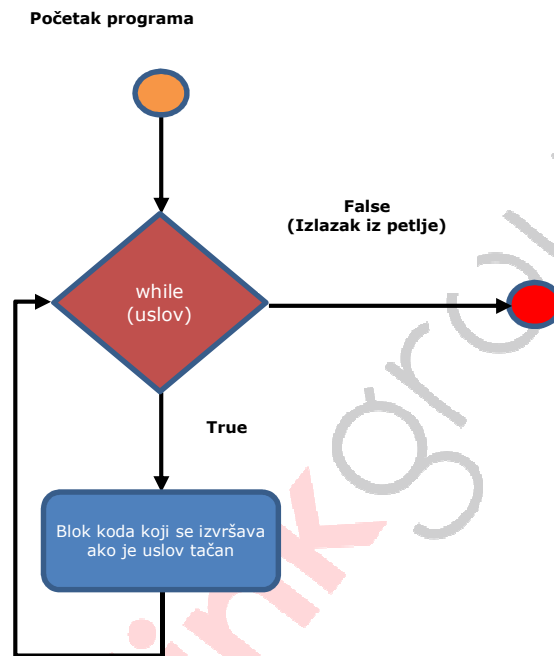 Početak programa
False
(Izlazak iz petlje)
while
(uslov)
True
Blok koda koji se izvršava
ako je uslov tačan